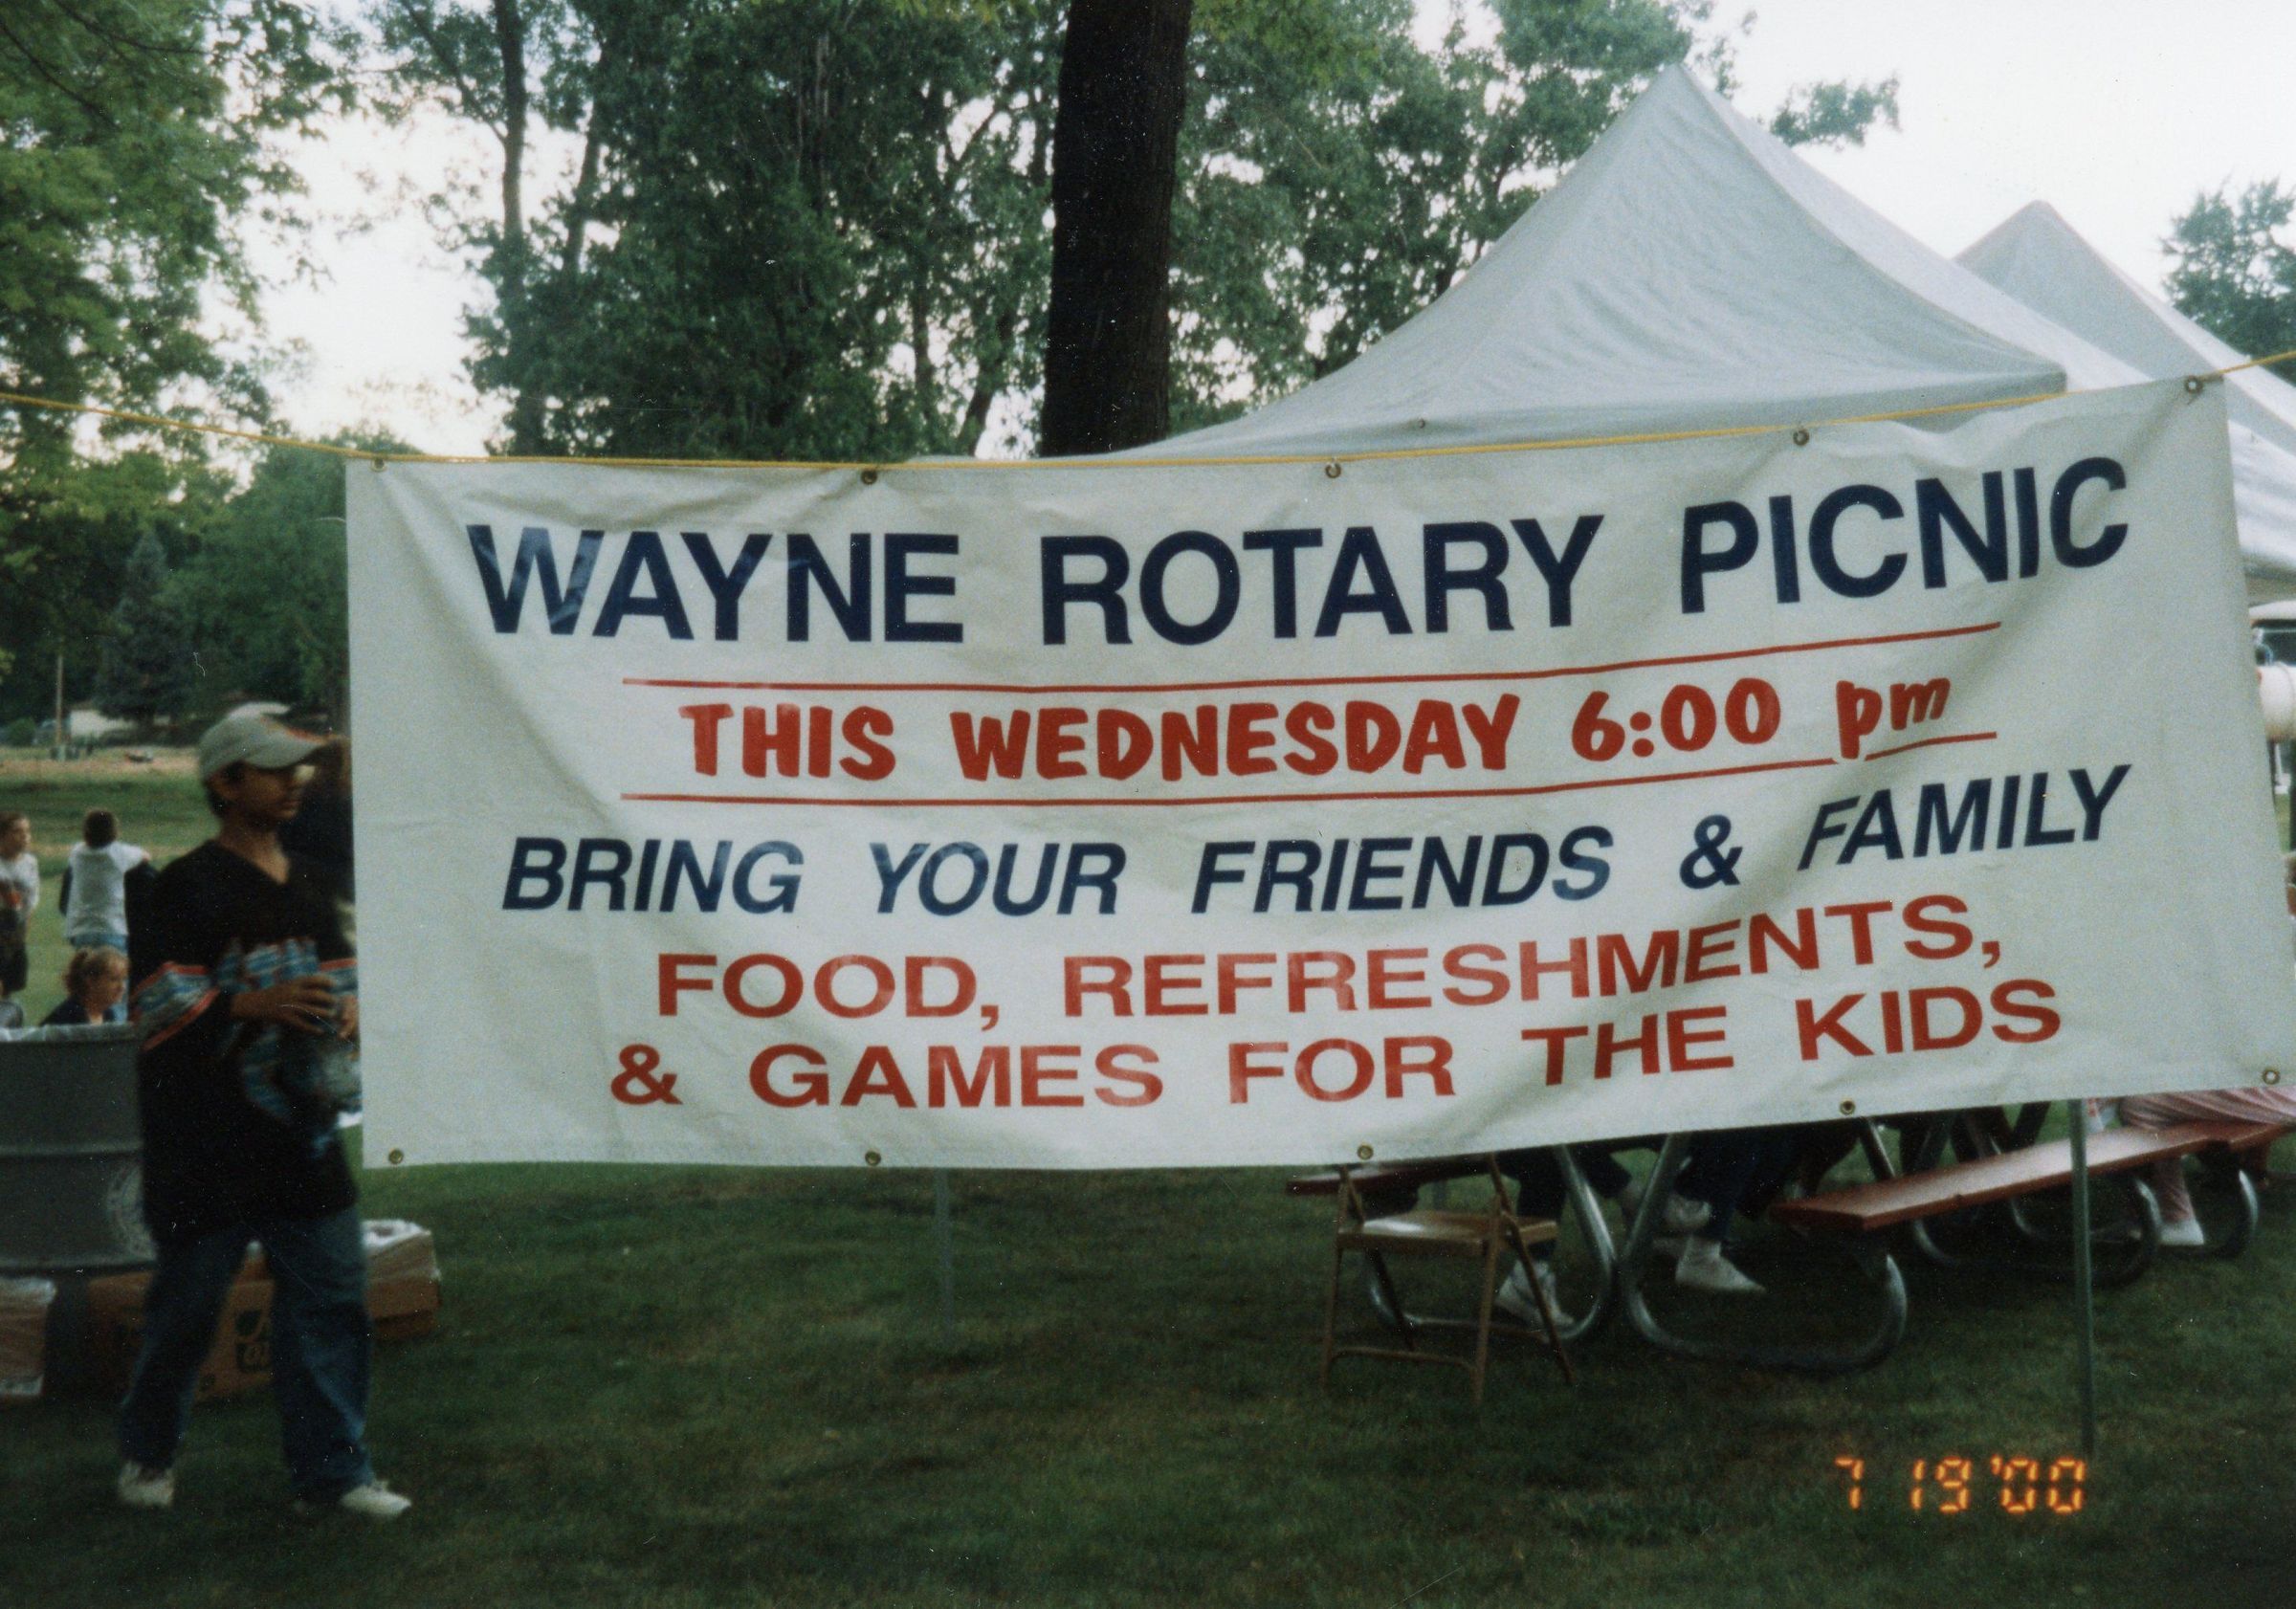 WAYNE ROTARY PICNIC
THIS WEDNESDAY 6:00 pm
BRING YOUR FRIENDS & FAMILY
FOOD, REFRESHMENTS,
& GAMES FOR THE KIDS
7 19 '00